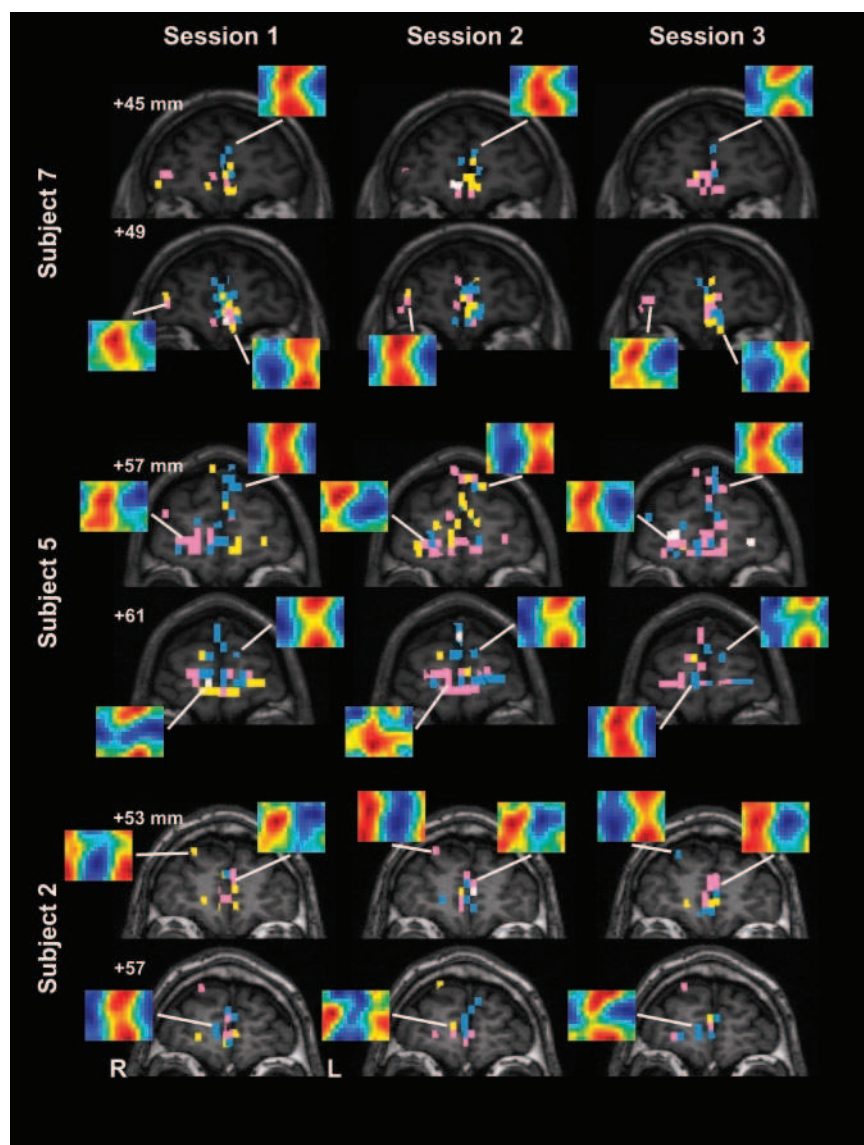 Session 1 Session 2 Session 3
Subject 7
+45 mm
+49
Subject 5
+57 mm
+61
Subject 2
+53 mm
+57
R L